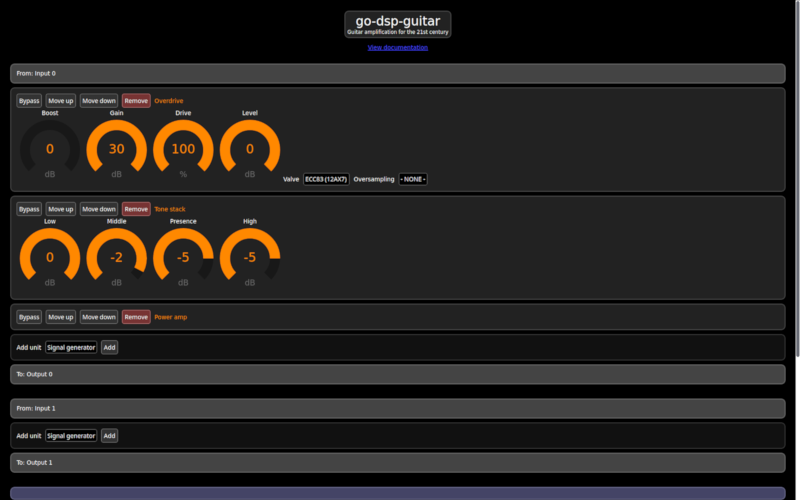 go-dsp-guitar
Guitar amplification for the 21st century
View documentation
From: Input 0
Bypass Move up Move down Remove Overdrive
Boost Gain Drive Level
0 30 100 0
dB dB % dB
Valve ECC83 (12AX7) Oversampling - NONE -
Bypass Move up Move down Remove Tone stack
Low Middle Presence High
0 -2 -5 -5
dB dB dB dB
Bypass Move up Move down Remove Power amp
Add unit Signal generator Add
To: Output 0
From: Input 1
Add unit Signal generator Add
To: Output 1